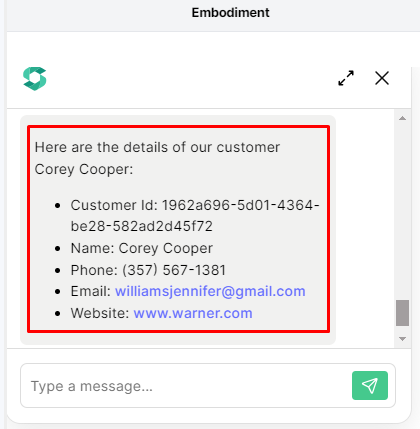 Embodiment
Here are the details of our customer
Corey Cooper:
• Customer Id: 1962a696-5d01-4364-
be28-582ad2d45f72
• Name: Corey Cooper
• Phone: (357) 567-1381
• Email: williamsjennifer@gmail.com
• Website: www.warner.com
Type a message...